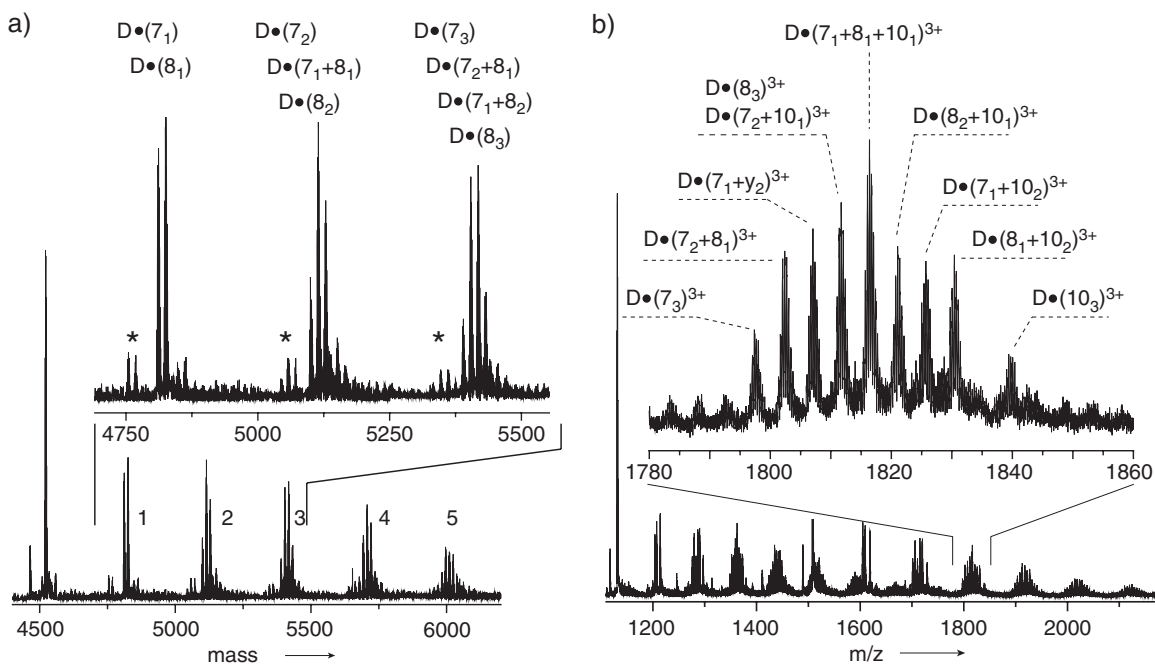 a)
D•(7₁)
D•(8₁)
D•(7₂)
D•(7₁+8₁)
D•(8₂)
D•(7₃)
D•(7₂+8₁)
D•(7₁+8₂)
D•(8₃)
*
*
*
4750 5000 5250 5500
1 2 3 4 5
4500 5000 5500 6000
mass
b)
D•(7₁+8₁+10₁)³⁺
D•(8₃)³⁺
D•(7₂+10₁)³⁺
D•(8₂+10₁)³⁺
D•(7₁+y₂)³⁺
D•(7₁+10₂)³⁺
D•(7₂+8₁)³⁺
D•(8₁+10₂)³⁺
D•(7₃)³⁺
D•(10₃)³⁺
1780 1800 1820 1840 1860
1200 1400 1600 1800 2000
m/z